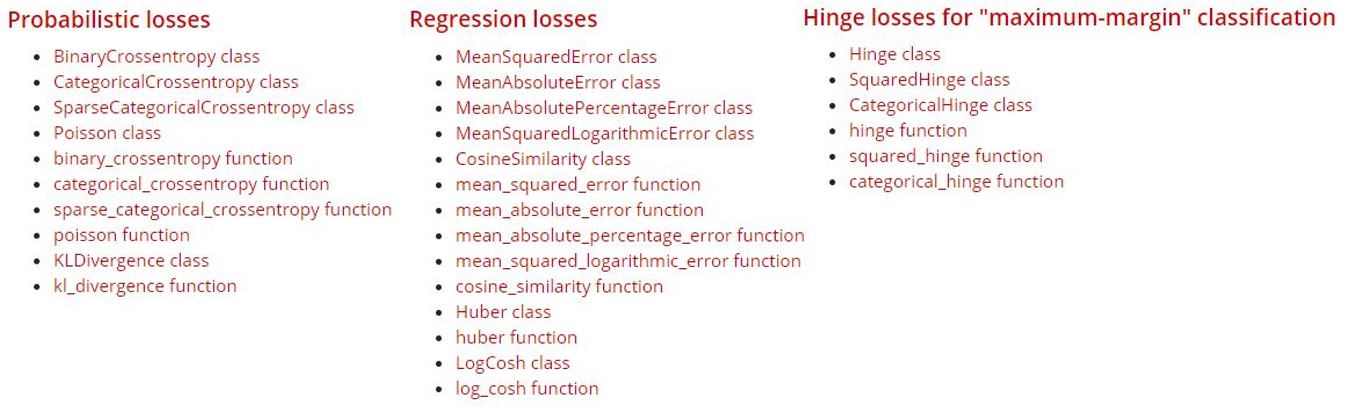 Probabilistic losses
BinaryCrossentropy class
CategoricalCrossentropy class
SparseCategoricalCrossentropy class
Poisson class
binary_crossentropy function
categorical_crossentropy function
sparse_categorical_crossentropy function
poisson function
KLDivergence class
kl_divergence function
Regression losses
MeanSquaredError class
MeanAbsoluteError class
MeanAbsolutePercentageError class
MeanSquaredLogarithmicError class
CosineSimilarity class
mean_squared_error function
mean_absolute_error function
mean_absolute_percentage_error function
mean_squared_logarithmic_error function
cosine_similarity function
Huber class
huber function
LogCosh class
log_cosh function
Hinge losses for "maximum-margin" classification
Hinge class
SquaredHinge class
CategoricalHinge class
hinge function
squared_hinge function
categorical_hinge function